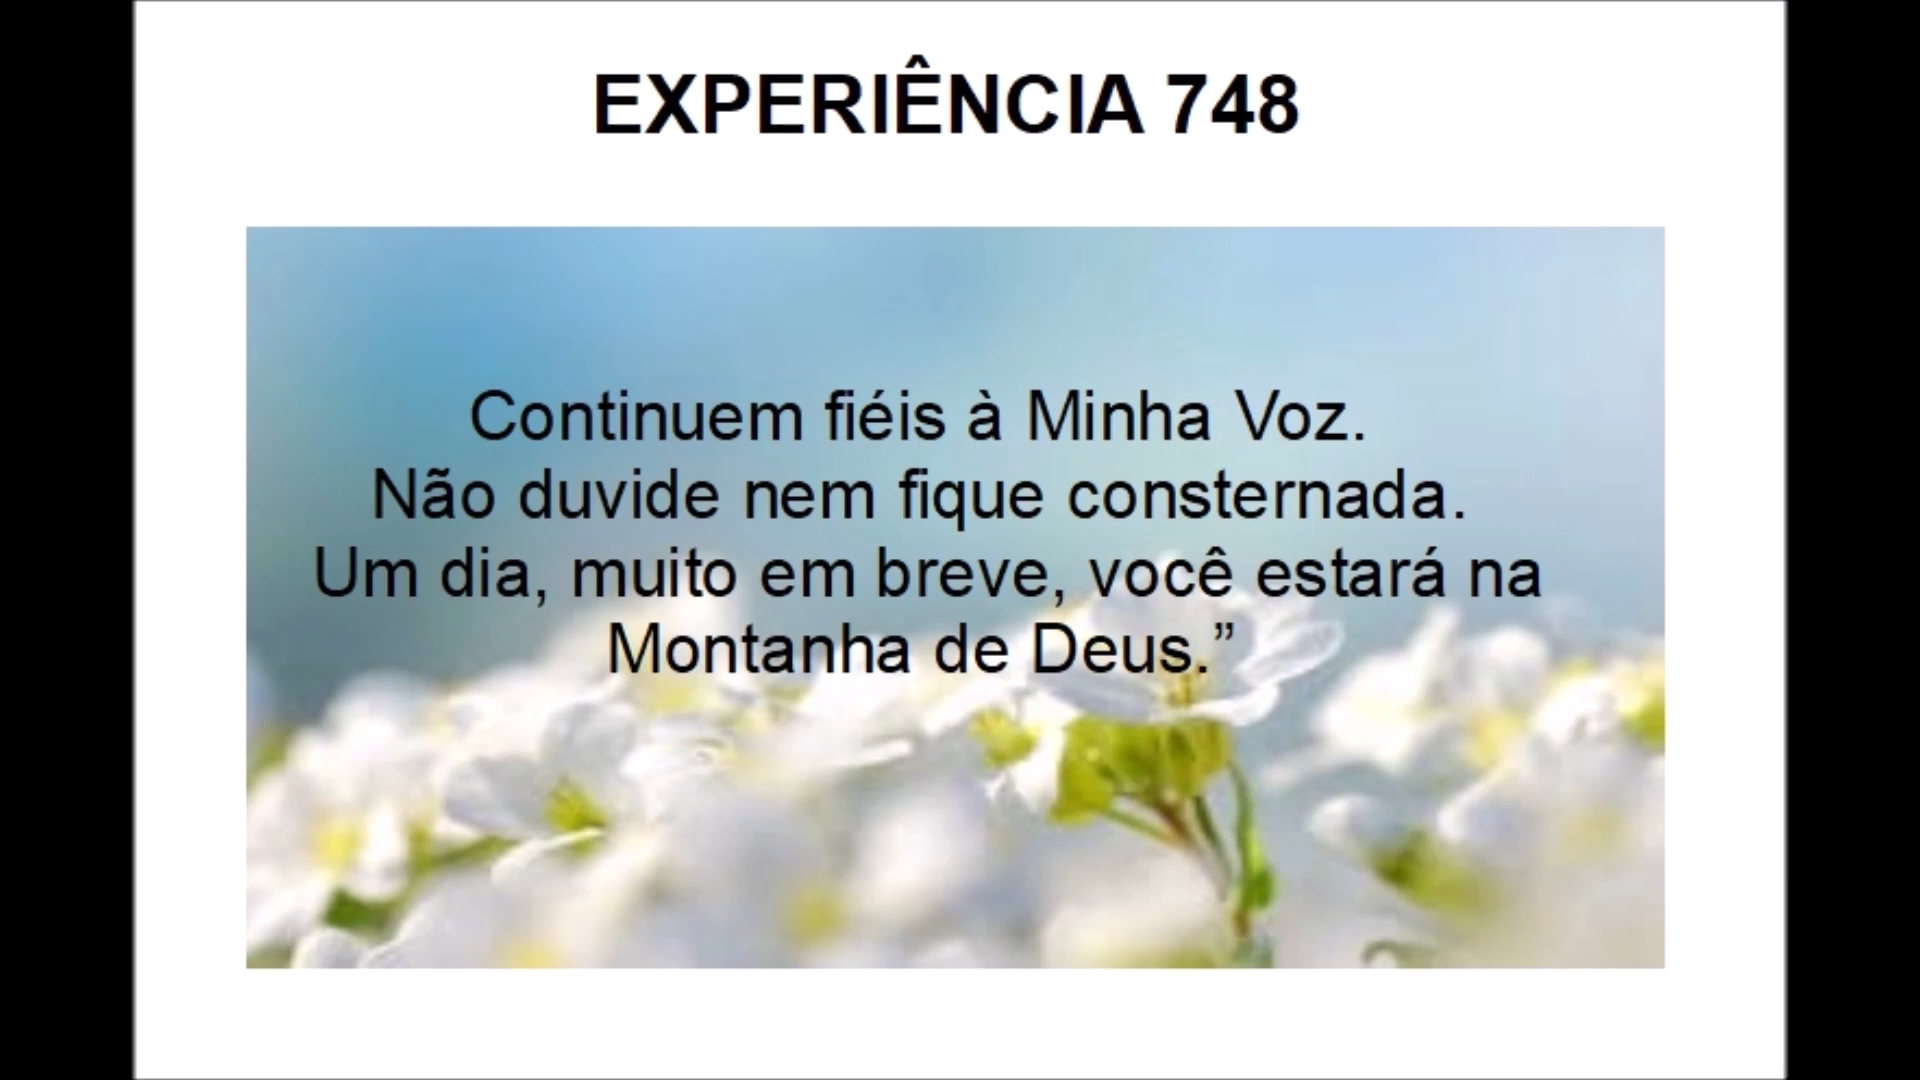 EXPERIÊNCIA 748
Continuem fiéis à Minha Voz.
Não duvide nem fique consternada.
Um dia, muito em breve, você estará na
Montanha de Deus.”